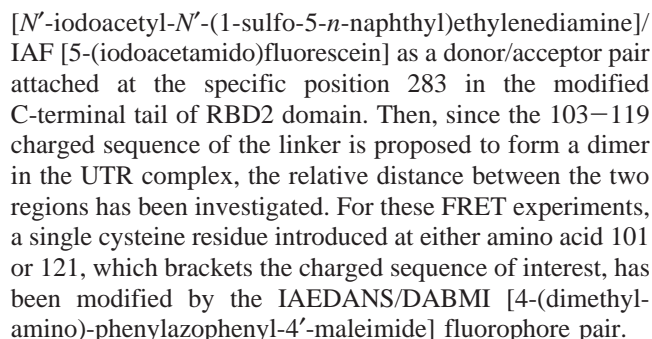 [N′-iodoacetyl-N′-(1-sulfo-5-n-naphthyl)ethylenediamine]/
IAF [5-(iodoacetamido)fluorescein] as a donor/acceptor pair
attached at the specific position 283 in the modified
C-terminal tail of RBD2 domain. Then, since the 103−119
charged sequence of the linker is proposed to form a dimer
in the UTR complex, the relative distance between the two
regions has been investigated. For these FRET experiments,
a single cysteine residue introduced at either amino acid 101
or 121, which brackets the charged sequence of interest, has
been modified by the IAEDANS/DABMI [4-(dimethyl-
amino)-phenylazophenyl-4′-maleimide] fluorophore pair.